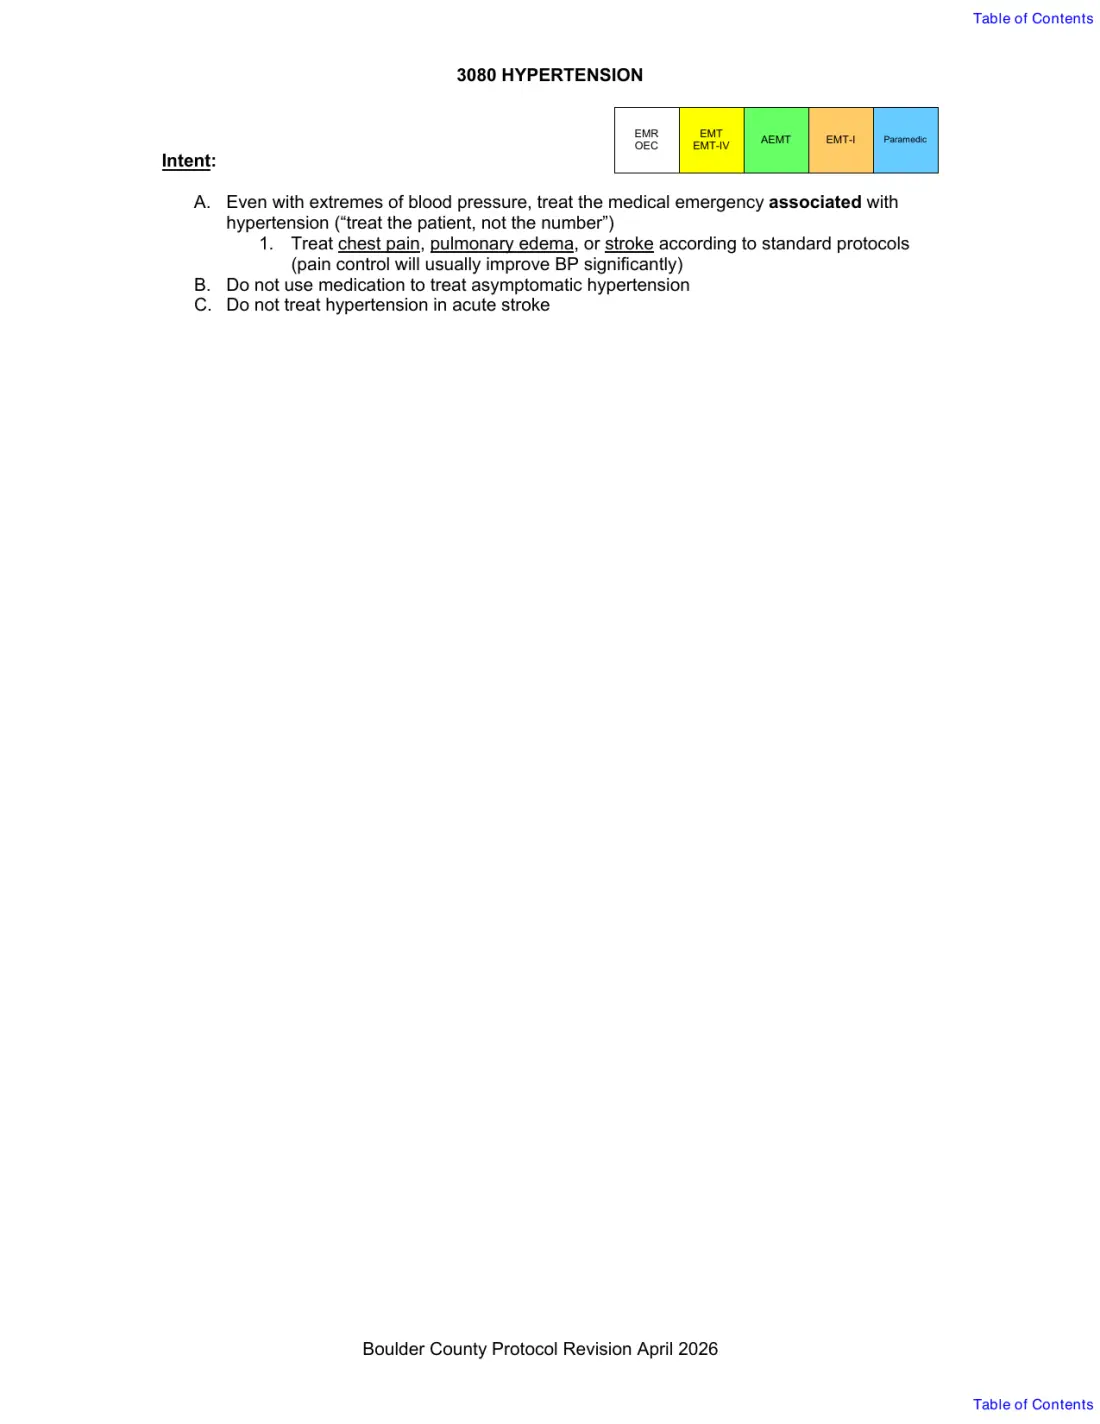 Table of Contents
3080 HYPERTENSION
EMR
OEC
EMT
EMT-IV
AEMT
EMT-I
Paramedic
Intent:
A. Even with extremes of blood pressure, treat the medical emergency associated with
hypertension (“treat the patient, not the number”)
1. Treat chest pain, pulmonary edema, or stroke according to standard protocols
(pain control will usually improve BP significantly)
B. Do not use medication to treat asymptomatic hypertension
C. Do not treat hypertension in acute stroke
Boulder County Protocol Revision April 2026
Table of Contents